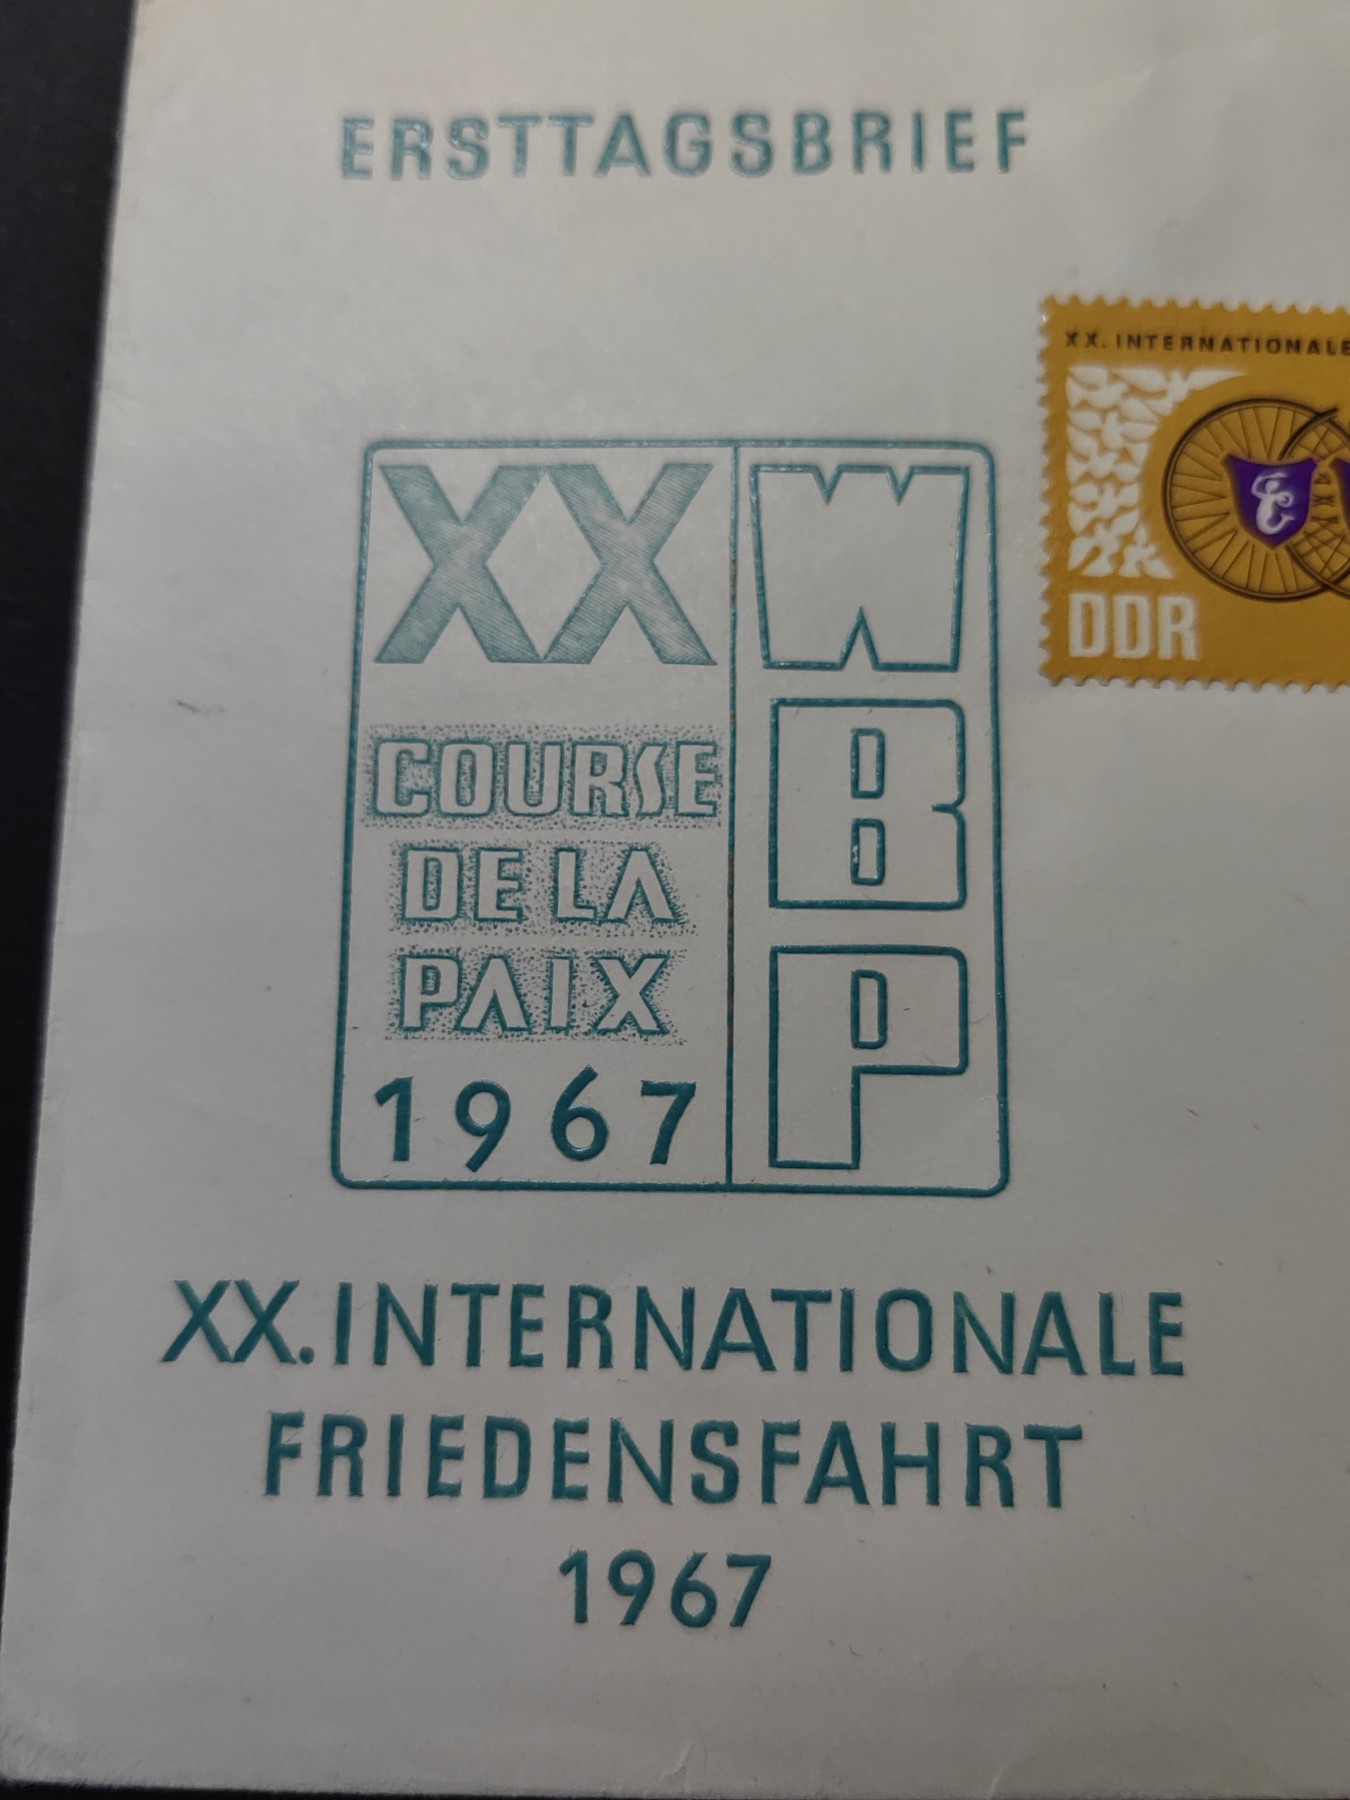 ERSTTAGSBRIEF
XX. INTERNATIONALE
DDR
XX
COURSE
DE LA
PAIX
1967
W
B
P
XX. INTERNATIONALE
FRIEDENSFAHRT
1967